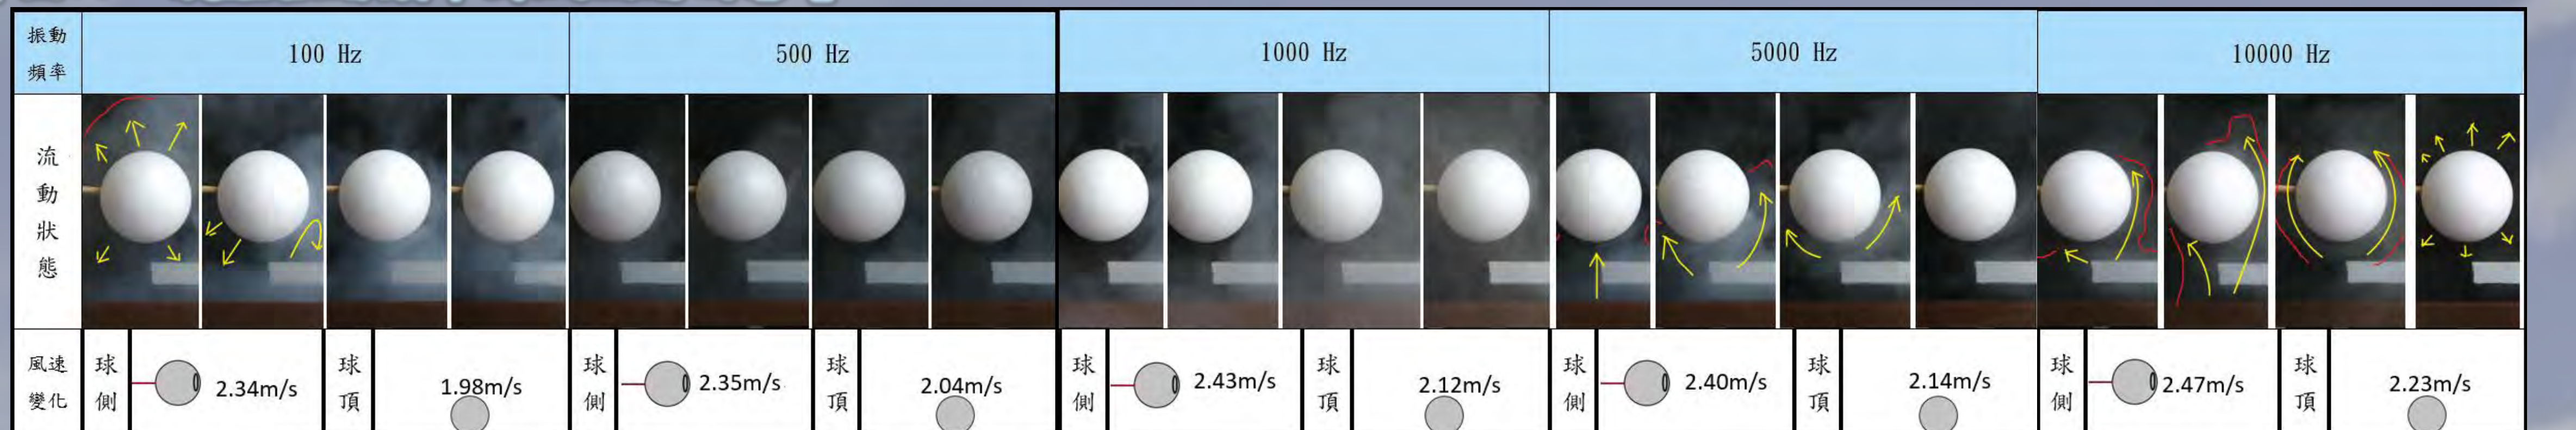 振動
頻率
100 Hz
500 Hz
1000 Hz
5000 Hz
10000 Hz
流
動
狀
態
風速
變化
球
側
2.34m/s
球
頂
1.98m/s
球
側
2.35m/s
球
頂
2.04m/s
球
側
2.43m/s
球
頂
2.12m/s
球
側
2.40m/s
球
頂
2.14m/s
球
側
2.47m/s
球
頂
2.23m/s